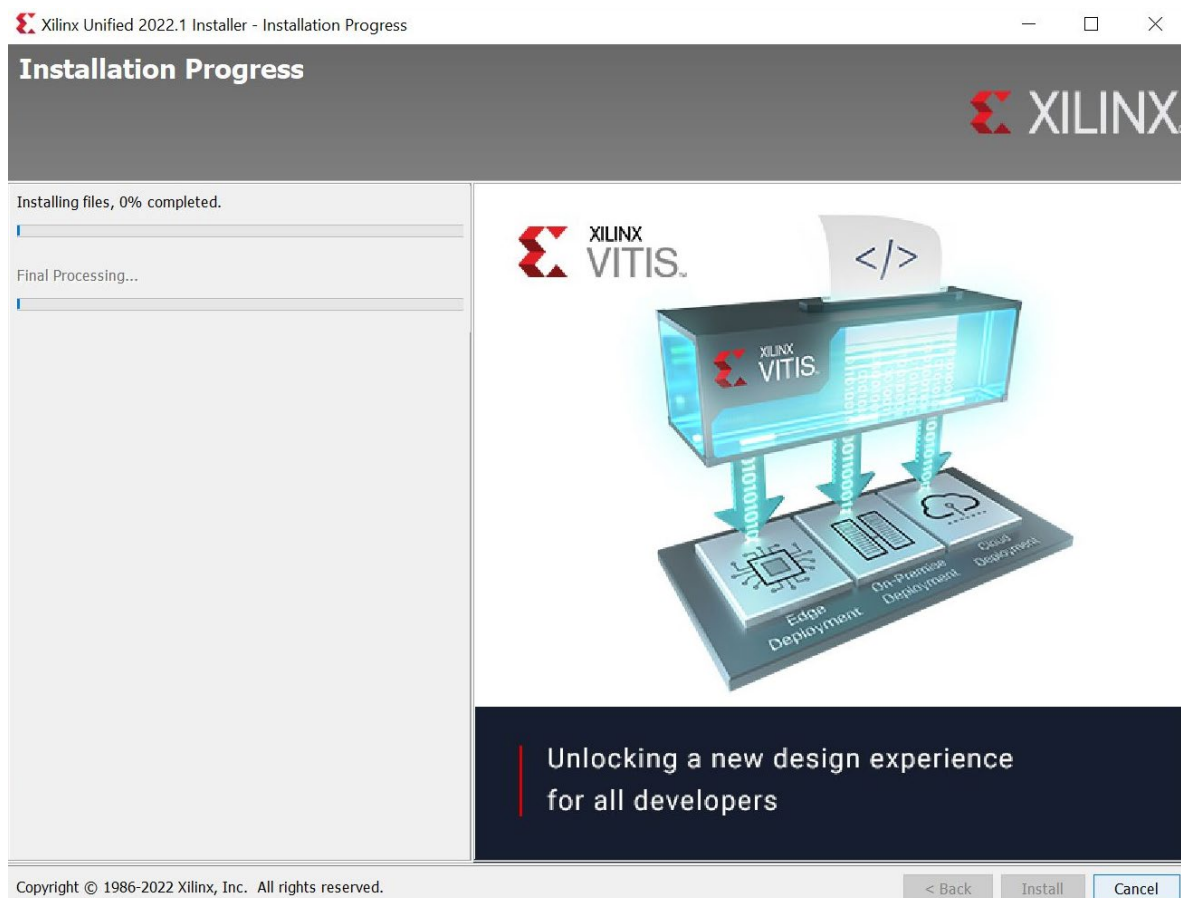 Xilinx Unified 2022.1 Installer - Installation Progress
Installation Progress
XILINX
Installing files, 0% completed.
Final Processing...
XILINX
VITIS™
</>
XILINX
VITIS
Edge
Deployment
On-Premise
Deployment
Cloud
Deployment
Unlocking a new design experience
for all developers
Copyright © 1986-2022 Xilinx, Inc. All rights reserved.
< Back
Install
Cancel